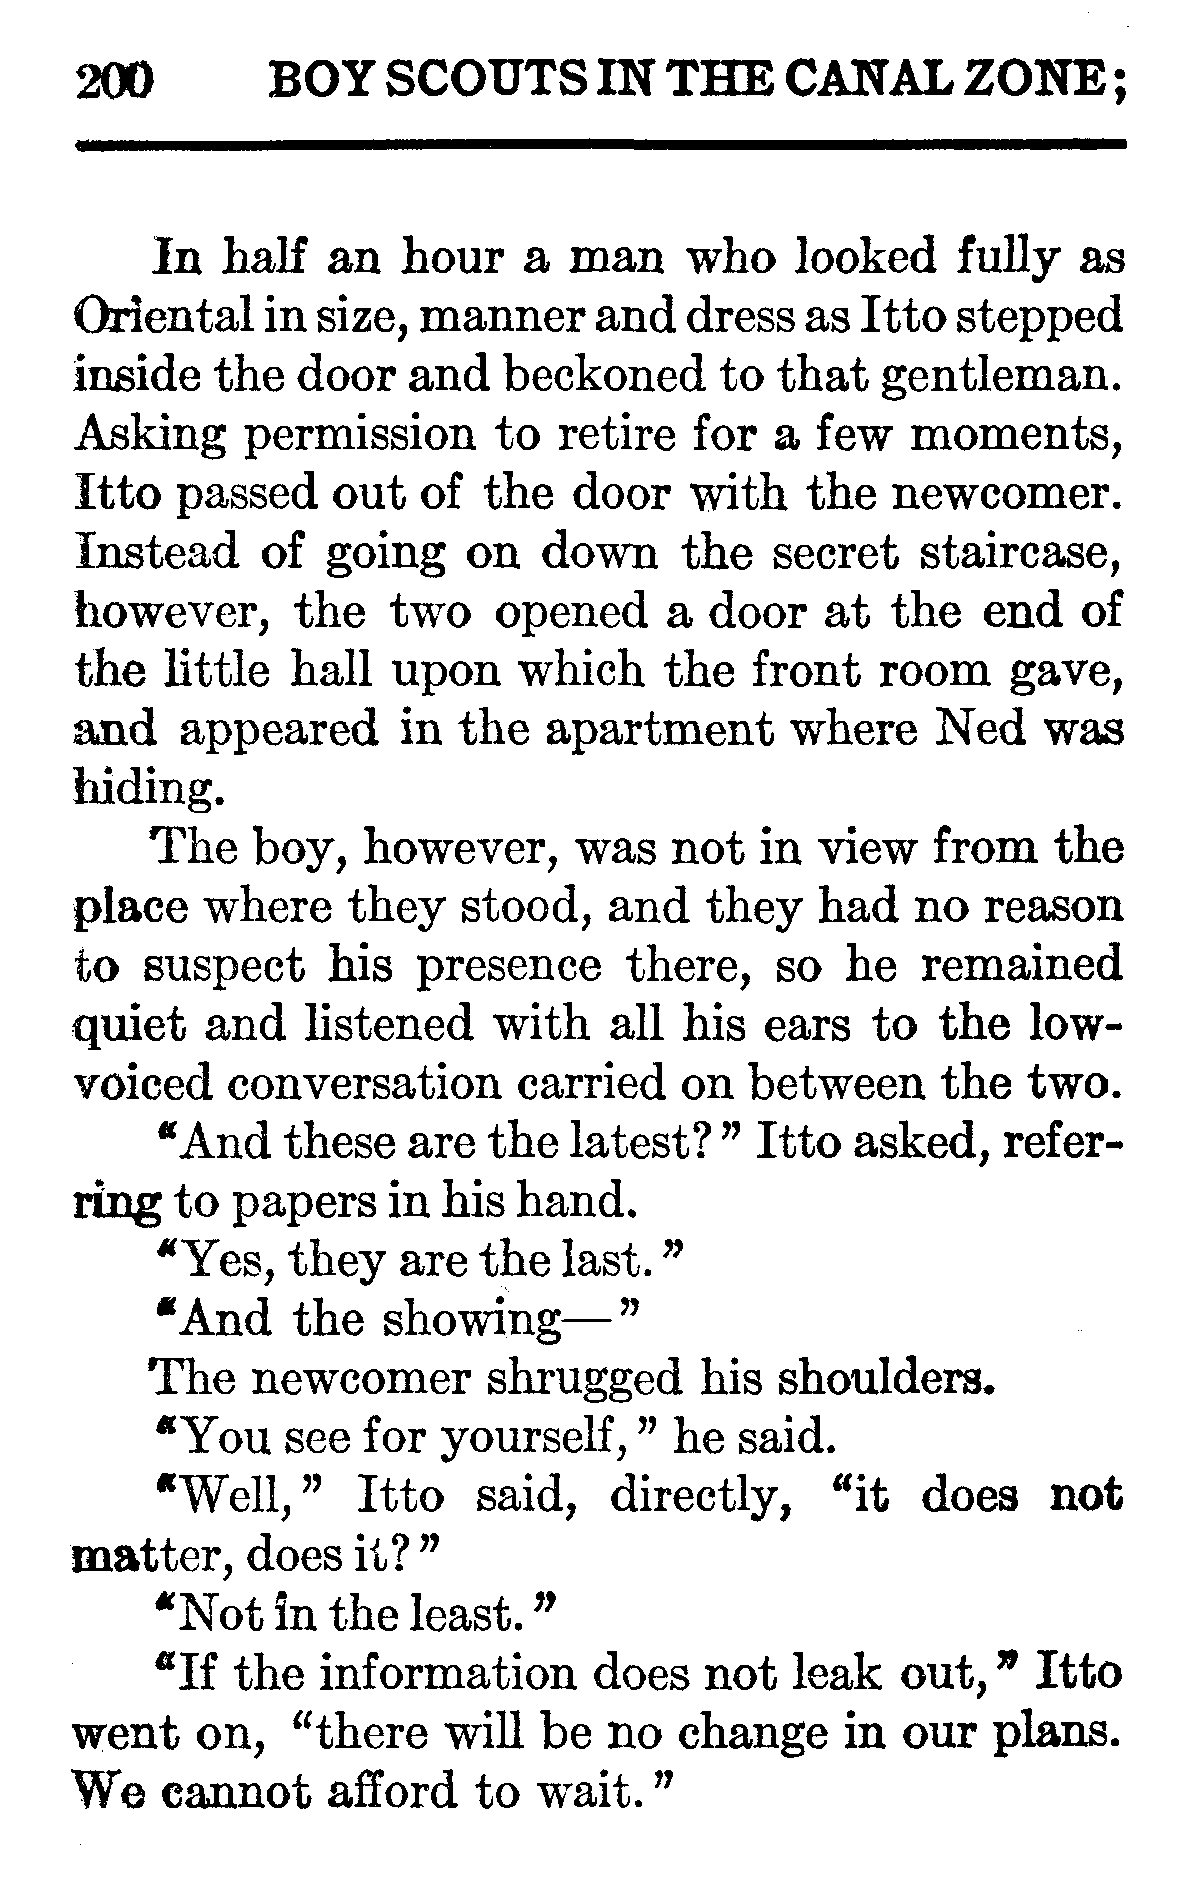 200 BOY SCOUTS IN THE CANAL ZONE;
In half an hour a man who looked fully as
Oriental in size, manner and dress as Itto stepped
inside the door and beckoned to that gentleman.
Asking permission to retire for a few moments,
Itto passed out of the door with the newcomer.
Instead of going on down the secret staircase,
however, the two opened a door at the end of
the little hall upon which the front room gave,
and appeared in the apartment where Ned was
hiding.
The boy, however, was not in view from the
place where they stood, and they had no reason
to suspect his presence there, so he remained
quiet and listened with all his ears to the low-
voiced conversation carried on between the two.
“And these are the latest?” Itto asked, refer-
ring to papers in his hand.
“Yes, they are the last.”
“And the showing—”
The newcomer shrugged his shoulders.
“You see for yourself,” he said.
“Well,” Itto said, directly, “it does not
matter, does it?”
“Not in the least.”
“If the information does not leak out,” Itto
went on, “there will be no change in our plans.
We cannot afford to wait.”